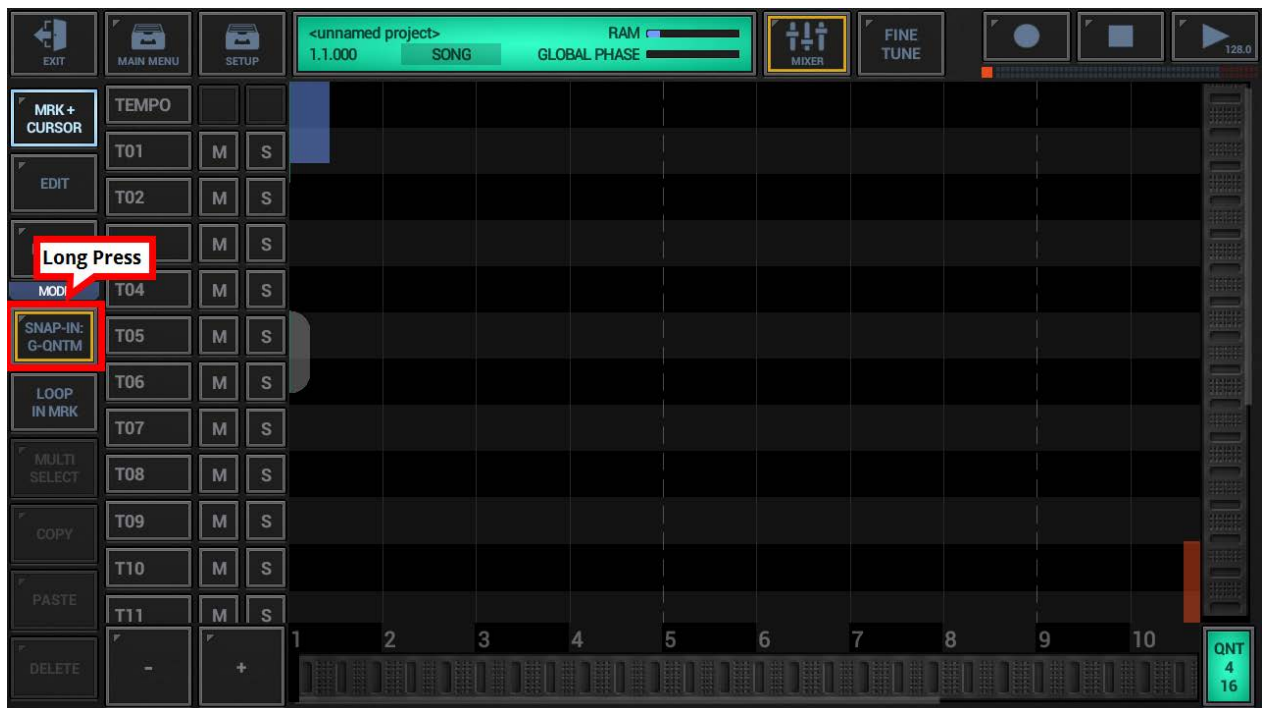 EXIT
MAIN MENU
SETUP
<unnamed project>
RAM
1.1.000
SONG
GLOBAL PHASE
MIXER
FINE
TUNE
128.0
MRK +
CURSOR
TEMPO
T01 M S
EDIT
T02 M S
M S
Long Press
T04 M S
SNAP-IN:
G-QNTM
T05 M S
T06 M S
LOOP
IN MRK
T07 M S
MULTI
SELECT
T08 M S
T09 M S
COPY
T10 M S
PASTE
T11 M S
DELETE
-
+
1 2 3 4 5 6 7 8 9 10
QNT
4
16